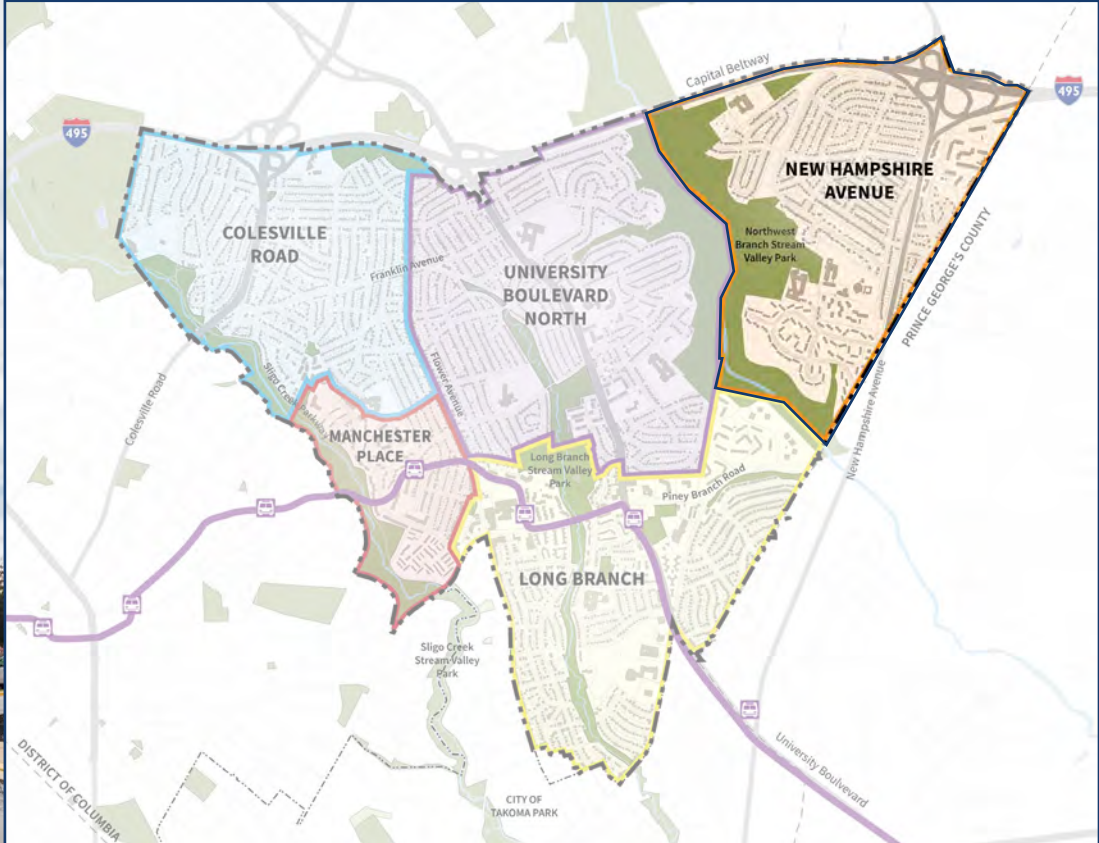 Capital Beltway
495
495
NEW HAMPSHIRE
AVENUE
COLESVILLE
ROAD
Northwest
Branch Stream
Valley Park
Franklin Avenue
UNIVERSITY
BOULEVARD
NORTH
PRINCE GEORGE'S COUNTY
Flower Avenue
Sligo Creek Parkway
Colesville Road
New Hampshire Avenue
MANCHESTER
PLACE
Long Branch
Stream Valley
Park
Piney Branch Road
LONG BRANCH
Sligo Creek
Stream Valley
Park
University Boulvevard
DISTRICT OF COLUMBIA
CITY OF
TAKOMA PARK